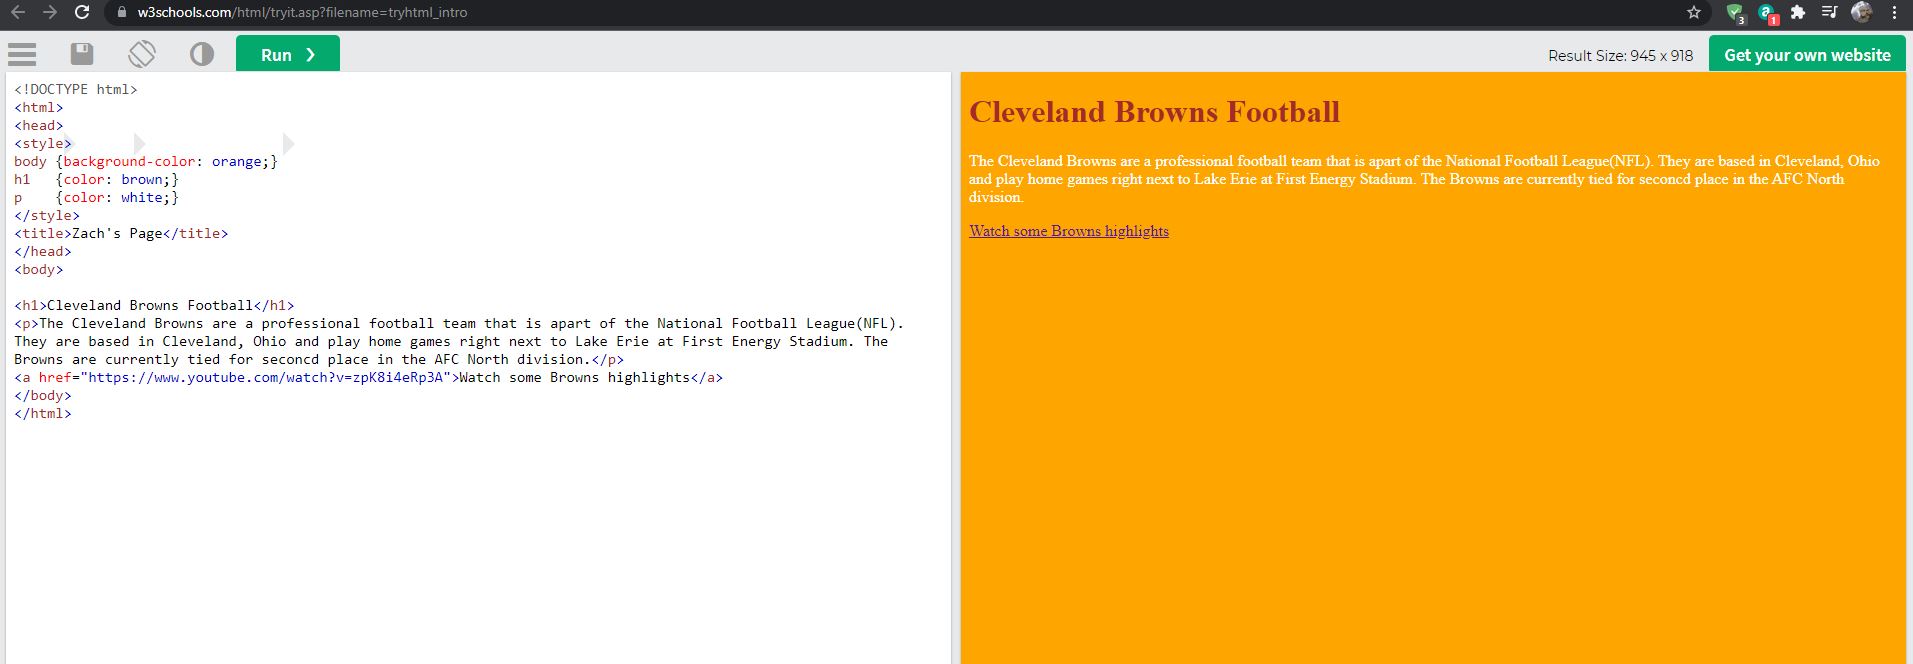 w3schools.com/html/tryit.asp?filename=tryhtml_intro
3
a
1
Run ❯
Result Size: 945 x 918
Get your own website
<!DOCTYPE html>
<html>
<head>
<style>
body {background-color: orange;}
h1   {color: brown;}
p    {color: white;}
</style>
<title>Zach's Page</title>
</head>
<body>
<h1>Cleveland Browns Football</h1>
<p>The Cleveland Browns are a professional football team that is apart of the National Football League(NFL).
They are based in Cleveland, Ohio and play home games right next to Lake Erie at First Energy Stadium. The
Browns are currently tied for seconcd place in the AFC North division.</p>
<a href="https://www.youtube.com/watch?v=zpK8i4eRp3A">Watch some Browns highlights</a>
</body>
</html>
Cleveland Browns Football
The Cleveland Browns are a professional football team that is apart of the National Football League(NFL). They are based in Cleveland, Ohio
and play home games right next to Lake Erie at First Energy Stadium. The Browns are currently tied for seconcd place in the AFC North
division.
Watch some Browns highlights